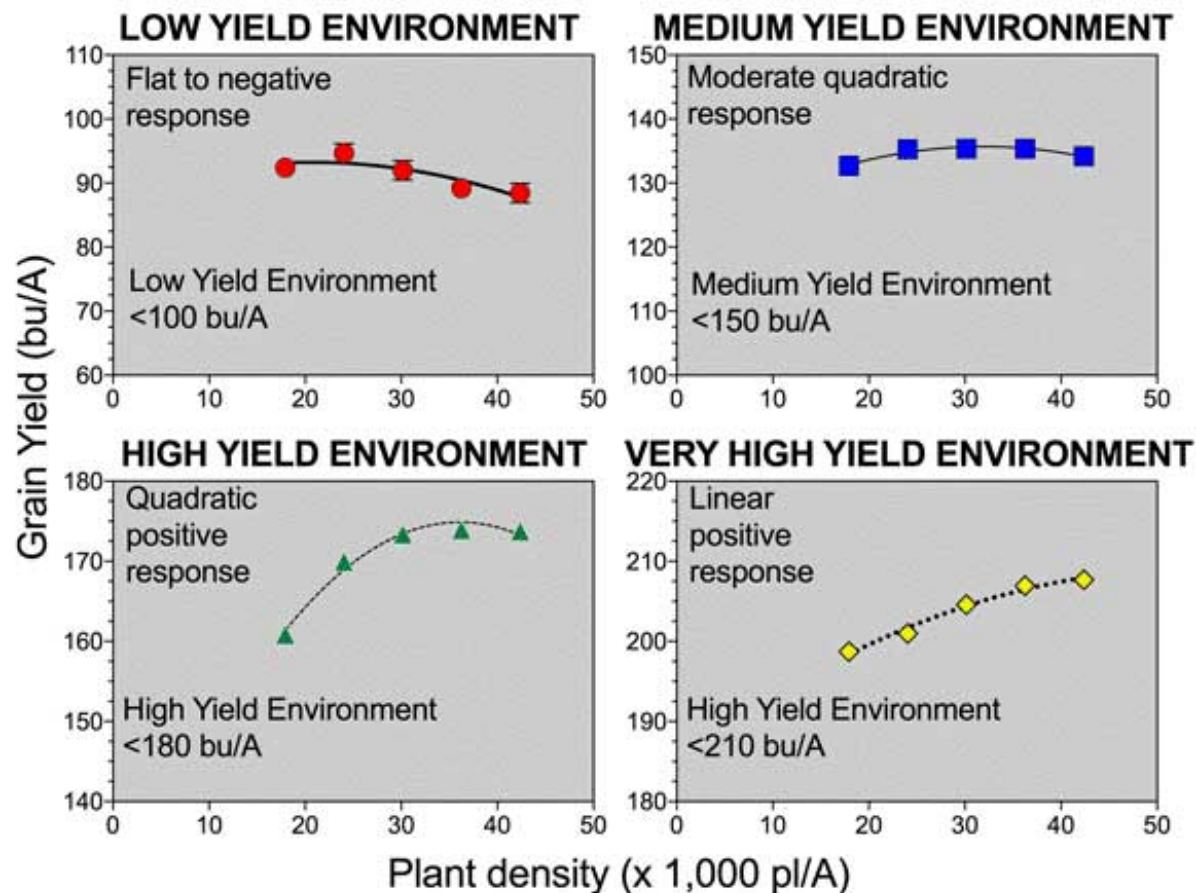 LOW YIELD ENVIRONMENT
110
100
90
80
70
60
0 10 20 30 40 50
Flat to negative
response
Low Yield Environment
<100 bu/A
MEDIUM YIELD ENVIRONMENT
150
140
130
120
110
100
0 10 20 30 40 50
Moderate quadratic
response
Medium Yield Environment
<150 bu/A
Grain Yield (bu/A)
HIGH YIELD ENVIRONMENT
180
170
160
150
140
0 10 20 30 40 50
Quadratic
positive
response
High Yield Environment
<180 bu/A
VERY HIGH YIELD ENVIRONMENT
220
210
200
190
180
0 10 20 30 40 50
Linear
positive
response
High Yield Environment
<210 bu/A
Plant density (x 1,000 pl/A)